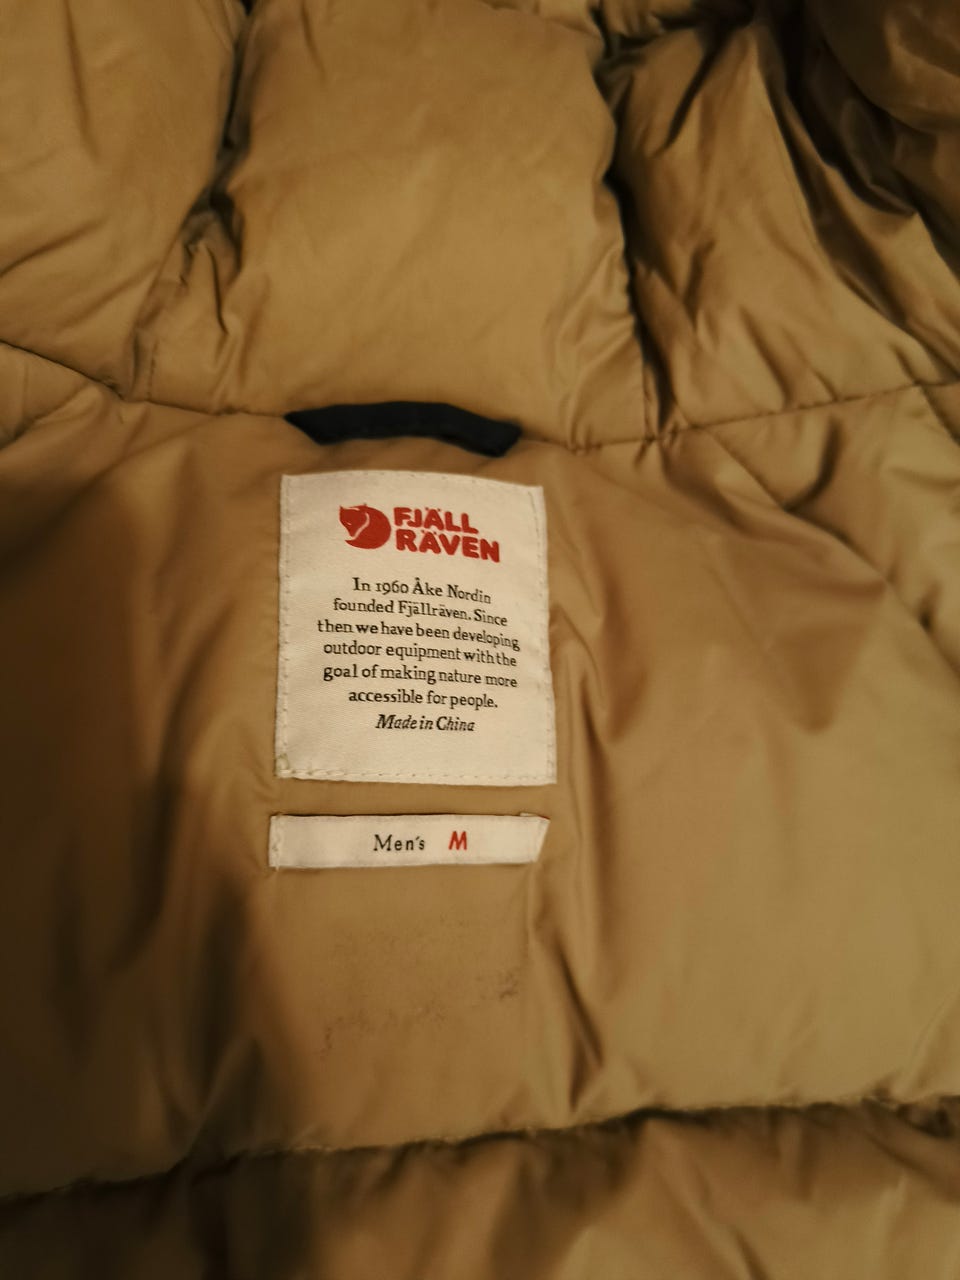 FJÄLL
RÄVEN
In 1960 Åke Nordin
founded Fjällräven. Since
then we have been developing
outdoor equipment with the
goal of making nature more
accessible for people.
Made in China
Men's M